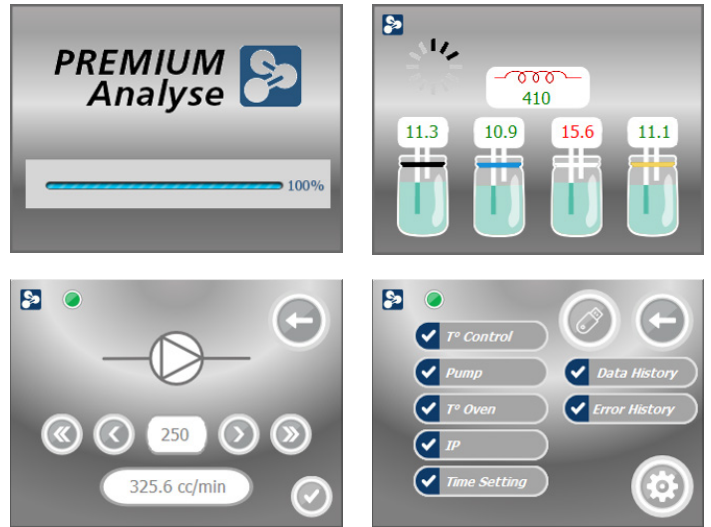 PREMIUM
Analyse
100%
410
11.3 10.9 15.6 11.1
250
325.6 cc/min
T° Control
Pump
Data History
T° Oven
Error History
IP
Time Setting